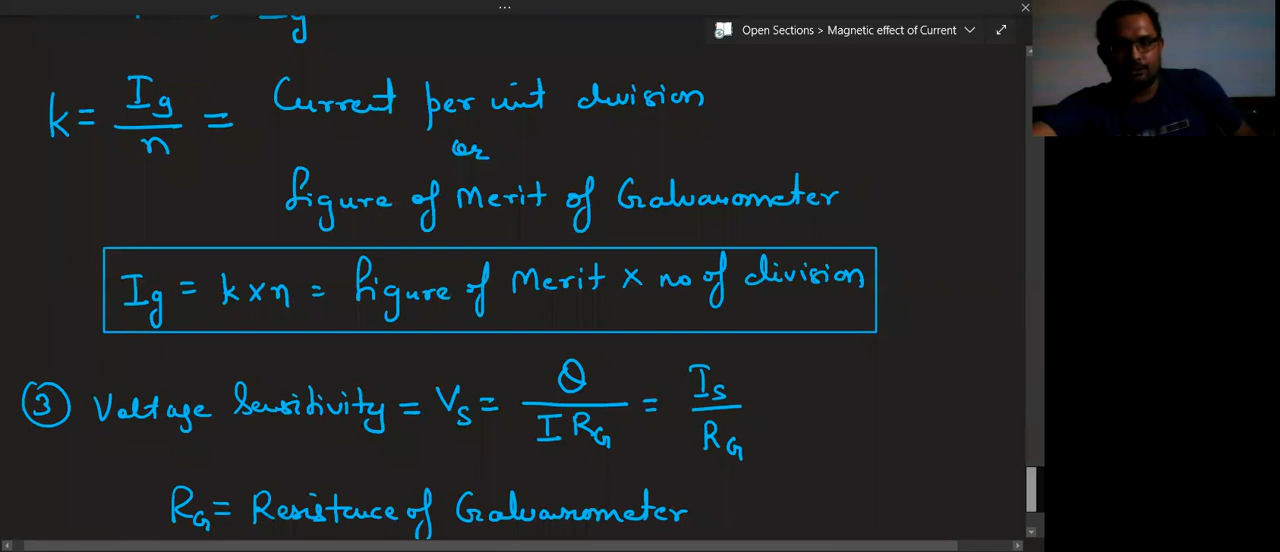 ...
Open Sections > Magnetic effect of Current
k = Ig/n = Current per unit division
or
figure of Merit of Galvanometer
Ig = k × n = figure of Merit × no of division
③ Voltage Sensitivity = Vs = θ/(I RG) = Is/RG
RG = Resistance of Galvanometer